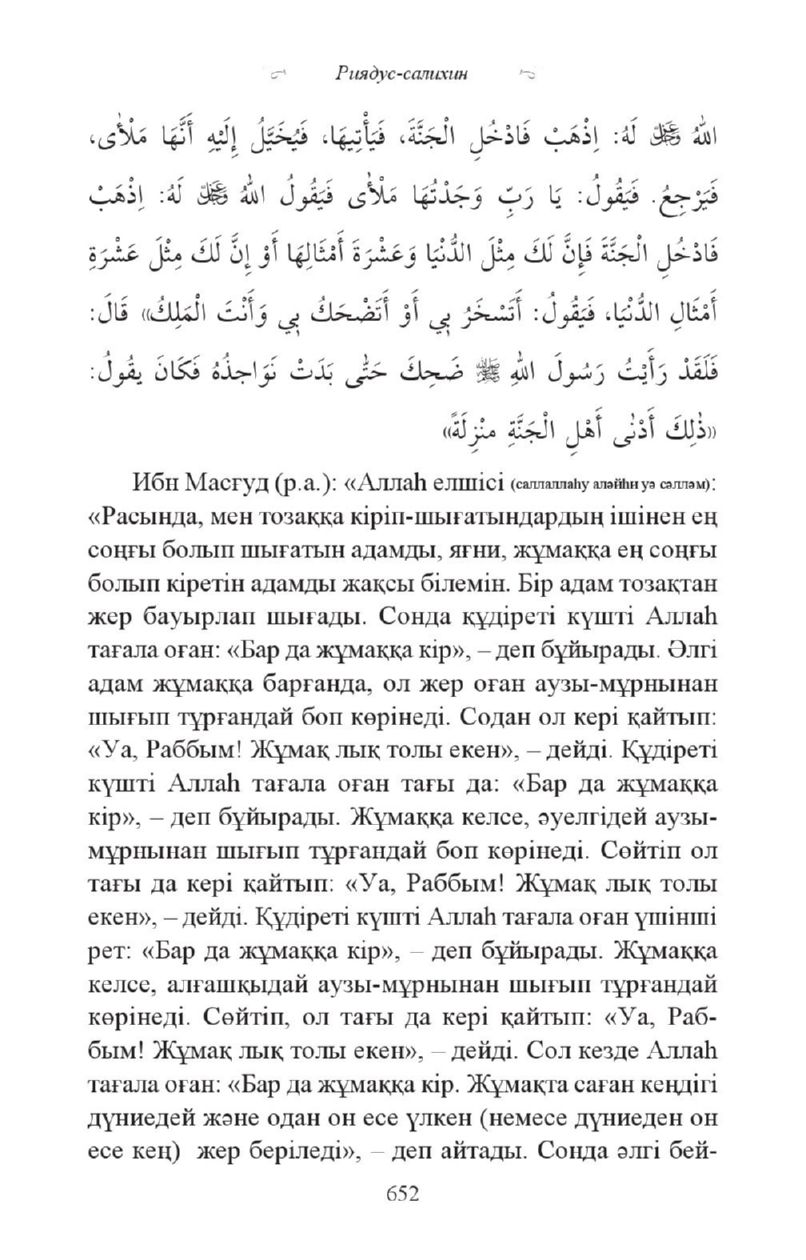 Риядус-салихин
اللهُ ﷻ لَهُ: اِذْهَبْ فَادْخُلِ الْجَنَّةَ، فَيَأْتِيهَا، فَيُخَيَّلُ إِلَيْهِ أَنَّهَا مَلْأَى،
فَيَرْجِعُ. فَيَقُولُ: يَا رَبِّ وَجَدْتُهَا مَلْأَى فَيَقُولُ اللهُ ﷻ لَهُ: اِذْهَبْ
فَادْخُلِ الْجَنَّةَ فَإِنَّ لَكَ مِثْلَ الدُّنْيَا وَعَشْرَةَ أَمْثَالِهَا أَوْ إِنَّ لَكَ مِثْلَ عَشْرَةِ
أَمْثَالِ الدُّنْيَا، فَيَقُولُ: أَتَسْخَرُ بِي أَوْ أَتَضْحَكُ بِي وَأَنْتَ الْمَلِكُ» قَالَ:
فَلَقَدْ رَأَيْتُ رَسُولَ اللهِ ﷺ ضَحِكَ حَتَّى بَدَتْ نَوَاجِذُهُ فَكَانَ يقُولُ:
«ذٰلِكَ أَدْنٰى أَهْلِ الْجَنَّةِ مِنْزِلَةً»
Ибн Масғуд (р.а.): «Аллаһ елшісі (саллаллаһу аләйһи уә сәлләм):
«Расында, мен тозаққа кіріп-шығатындардың ішінен ең
соңғы болып шығатын адамды, яғни, жұмаққа ең соңғы
болып кіретін адамды жақсы білемін. Бір адам тозақтан
жер бауырлап шығады. Сонда құдіреті күшті Аллаһ
тағала оған: «Бар да жұмаққа кір», – деп бұйырады. Әлгі
адам жұмаққа барғанда, ол жер оған аузы-мұрнынан
шығып тұрғандай боп көрінеді. Содан ол кері қайтып:
«Уа, Раббым! Жұмақ лық толы екен», – дейді. Құдіреті
күшті Аллаһ тағала оған тағы да: «Бар да жұмаққа
кір», – деп бұйырады. Жұмаққа келсе, әуелгідей аузы-
мұрнынан шығып тұрғандай боп көрінеді. Сөйтіп ол
тағы да кері қайтып: «Уа, Раббым! Жұмақ лық толы
екен», – дейді. Құдіреті күшті Аллаһ тағала оған үшінші
рет: «Бар да жұмаққа кір», – деп бұйырады. Жұмаққа
келсе, алғашқыдай аузы-мұрнынан шығып тұрғандай
көрінеді. Сөйтіп, ол тағы да кері қайтып: «Уа, Раб-
бым! Жұмақ лық толы екен», – дейді. Сол кезде Аллаһ
тағала оған: «Бар да жұмаққа кір. Жұмақта саған кеңдігі
дүниедей және одан он есе үлкен (немесе дүниеден он
есе кең) жер беріледі», – деп айтады. Сонда әлгі бей-
652